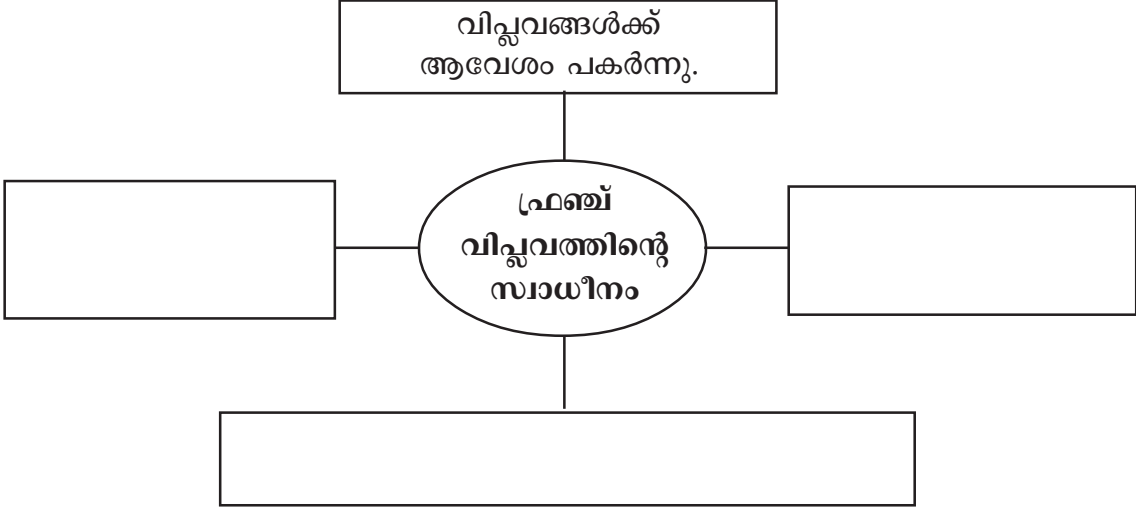 വിപ്ലവങ്ങൾക്ക്
ആവേശം പകർന്നു.
ഫ്രഞ്ച്
വിപ്ലവത്തിന്റെ
സ്വാധീനം